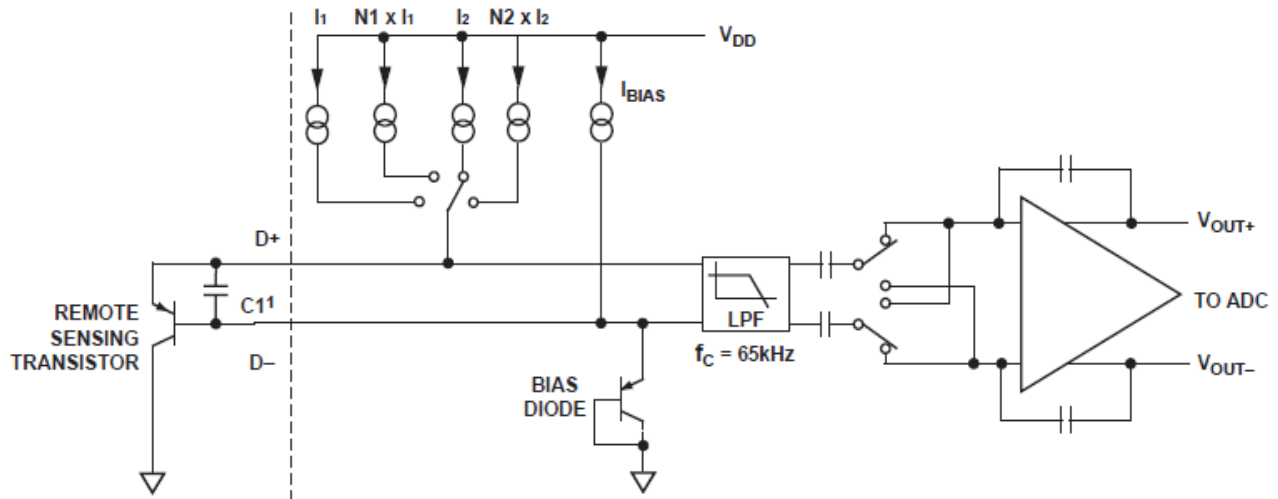 I1 N1 x I1 I2 N2 x I2
VDD
IBIAS
D+
C1¹
REMOTE
SENSING
TRANSISTOR
D–
BIAS
DIODE
LPF
fC = 65kHz
VOUT+
TO ADC
VOUT–